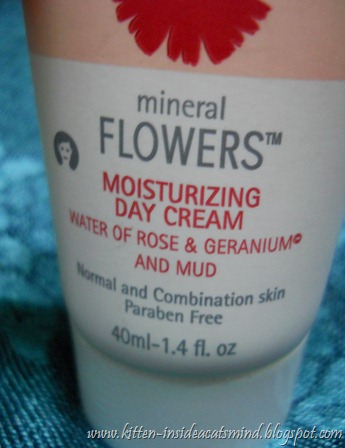 mineral
FLOWERS™
MOISTURIZING
DAY CREAM
WATER OF ROSE & GERANIUM
AND MUD
Normal and Combination skin
Paraben Free
40ml-1.4 fl. oz
www.kitten-insideacatsmind.blogspot.com